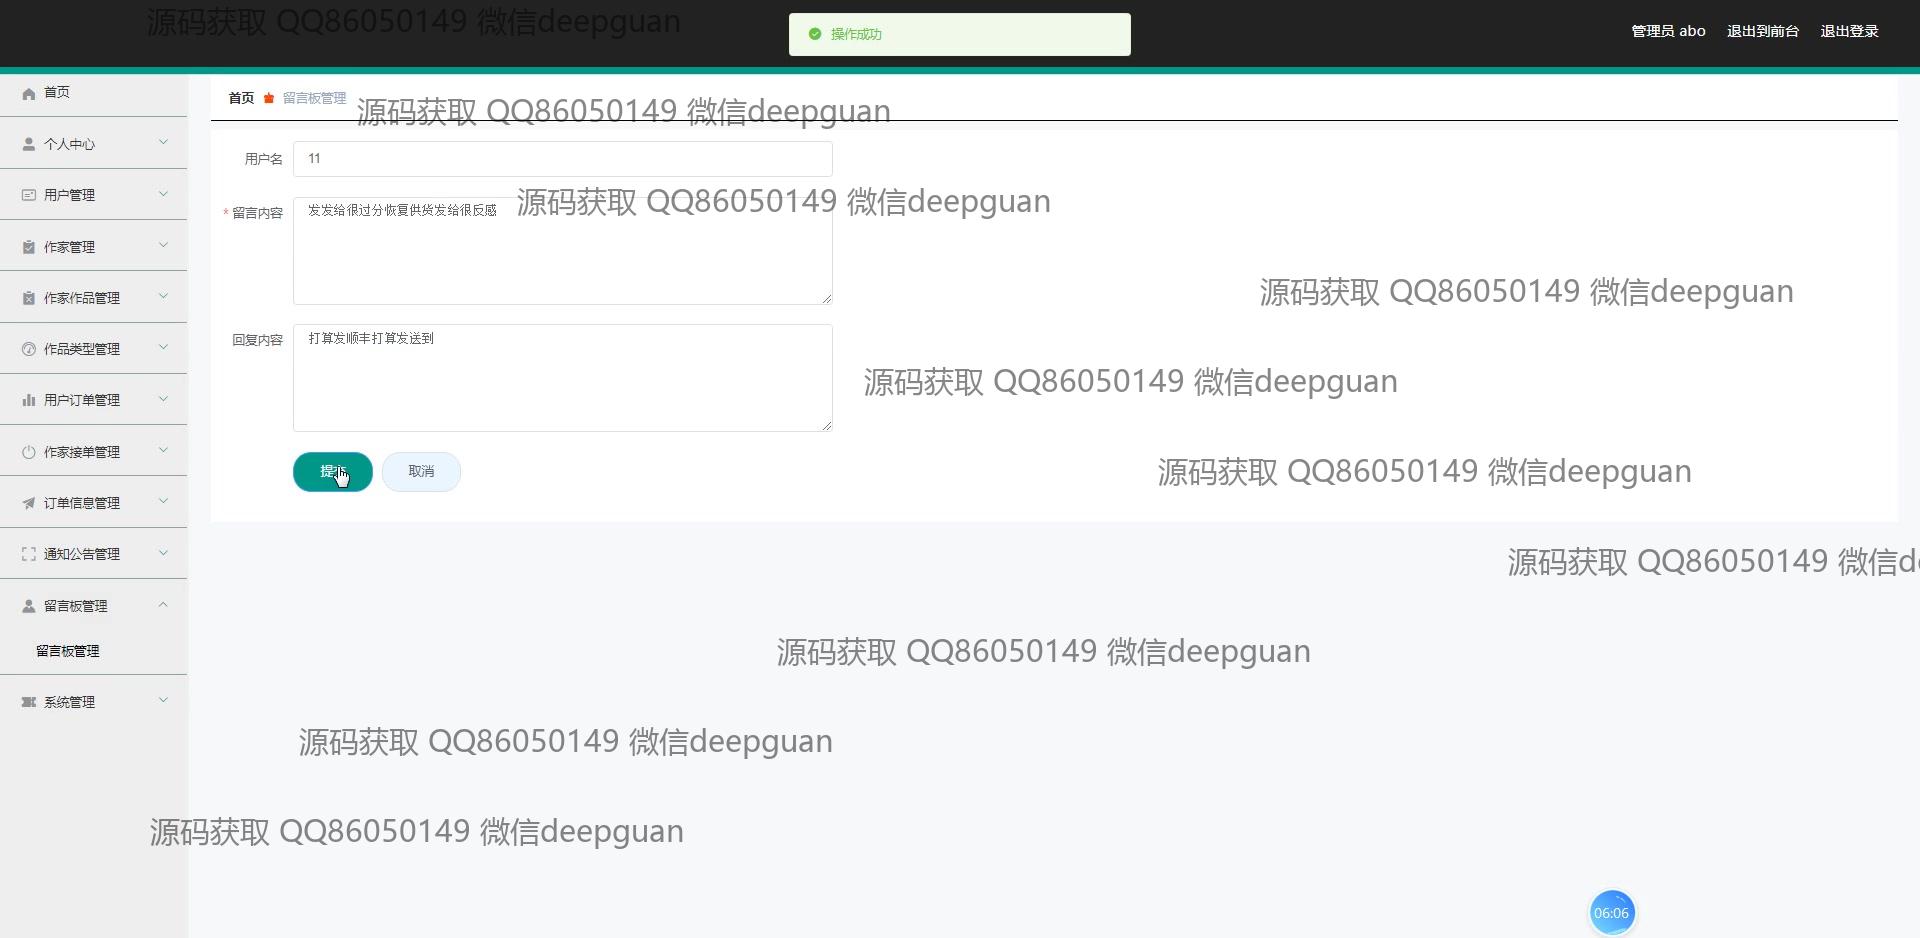 源码获取 QQ86050149 微信deepguan
操作成功
管理员 abo
退出到前台
退出登录
首页
个人中心
用户管理
作家管理
作家作品管理
作品类型管理
用户订单管理
作家接单管理
订单信息管理
通知公告管理
留言板管理
留言板管理
系统管理
首页 留言板管理
源码获取 QQ86050149 微信deepguan
用户名 11
源码获取 QQ86050149 微信deepguan
* 留言内容 发发给很过分恢复供货发给很反感
源码获取 QQ86050149 微信deepguan
回复内容 打算发顺丰打算发送到
源码获取 QQ86050149 微信deepguan
提交 取消
源码获取 QQ86050149 微信deepguan
源码获取 QQ86050149 微信de
源码获取 QQ86050149 微信deepguan
源码获取 QQ86050149 微信deepguan
源码获取 QQ86050149 微信deepguan
06:06